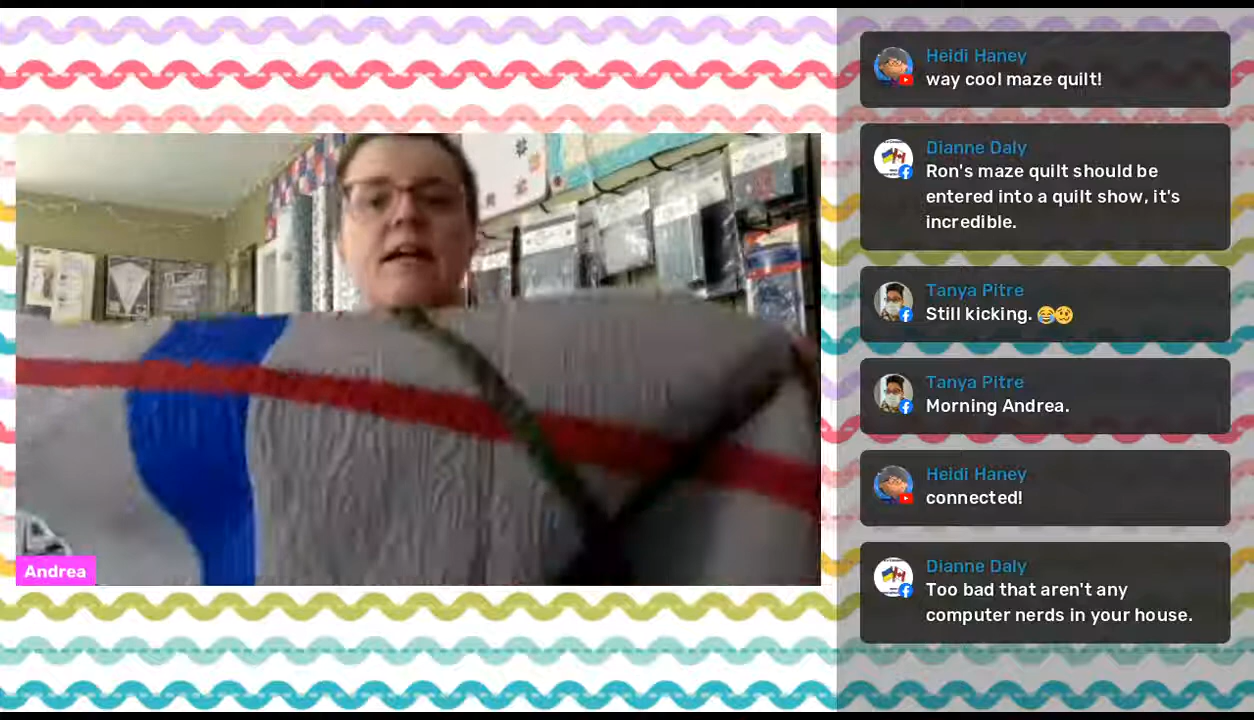 Heidi Haney
way cool maze quilt!
Dianne Daly
Ron's maze quilt should be
entered into a quilt show, it's
incredible.
Tanya Pitre
Still kicking. 😂🥴
Tanya Pitre
Morning Andrea.
Heidi Haney
connected!
Dianne Daly
Too bad that aren't any
computer nerds in your house.
Andrea